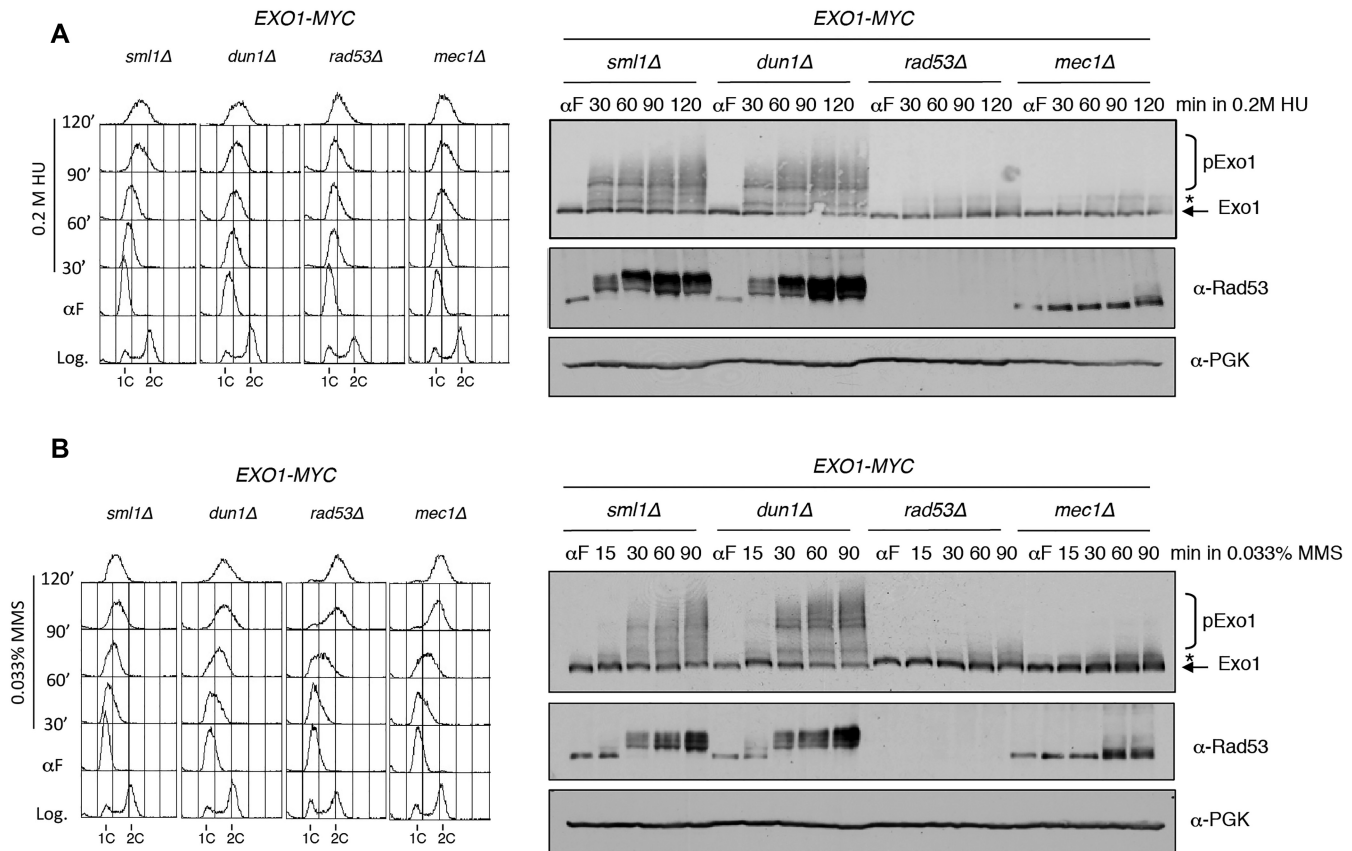 A
EXO1-MYC
sml1Δ dun1Δ rad53Δ mec1Δ
0.2 M HU
120′
90′
60′
30′
αF
Log.
1C 2C 1C 2C 1C 2C 1C 2C
EXO1-MYC
sml1Δ dun1Δ rad53Δ mec1Δ
αF 30 60 90 120 αF 30 60 90 120 αF 30 60 90 120 αF 30 60 90 120 min in 0.2M HU
pExo1
*
Exo1
α-Rad53
α-PGK
B
EXO1-MYC
sml1Δ dun1Δ rad53Δ mec1Δ
0.033% MMS
120′
90′
60′
30′
αF
Log.
1C 2C 1C 2C 1C 2C 1C 2C
EXO1-MYC
sml1Δ dun1Δ rad53Δ mec1Δ
αF 15 30 60 90 αF 15 30 60 90 αF 15 30 60 90 αF 15 30 60 90 min in 0.033% MMS
pExo1
*
Exo1
α-Rad53
α-PGK